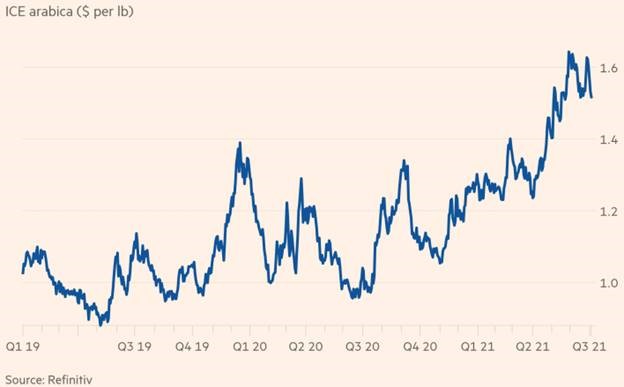 ICE arabica ($ per lb)
1.6
1.4
1.2
1.0
Q1 19
Q3 19
Q4 19
Q1 20
Q2 20
Q3 20
Q4 20
Q1 21
Q2 21
Q3 21
Source: Refinitiv